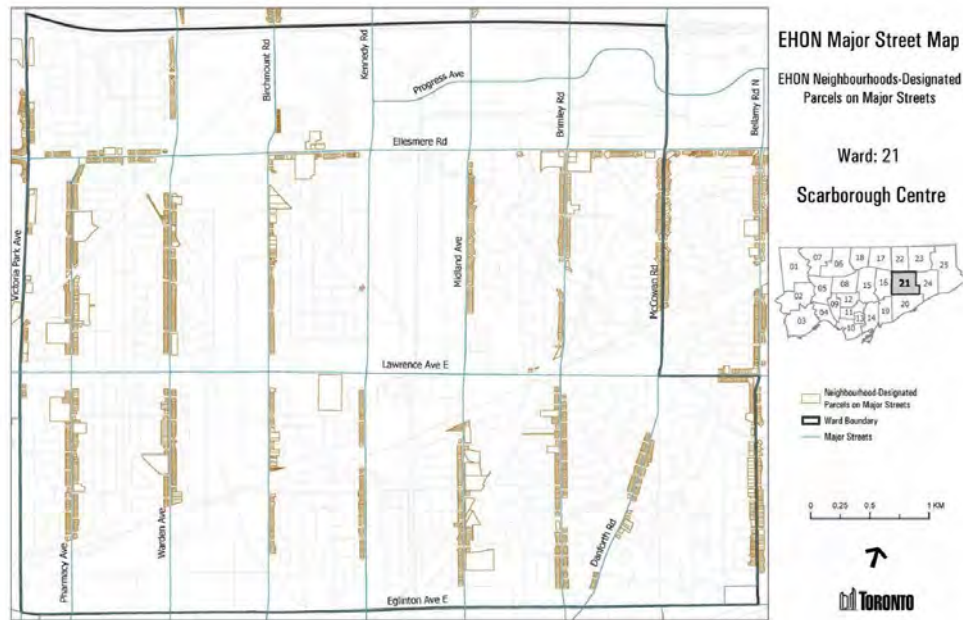 EHON Major Street Map
EHON Neighbourhoods-Designated
Parcels on Major Streets
Ward: 21
Scarborough Centre
Birchmount Rd
Kennedy Rd
Progress Ave
Brimley Rd
Bellamy Rd N
Ellesmere Rd
Victoria Park Ave
Midland Ave
McCowan Rd
Lawrence Ave E
Pharmacy Ave
Warden Ave
Danforth Rd
Eglinton Ave E
01
07
06
18
17
22
23
25
02
05
08
15
16
21
24
03
04
09
12
11
13
14
19
20
10
Neighbourhood-Designated
Parcels on Major Streets
Ward Boundary
Major Streets
0 0.25 0.5 1 KM
TORONTO